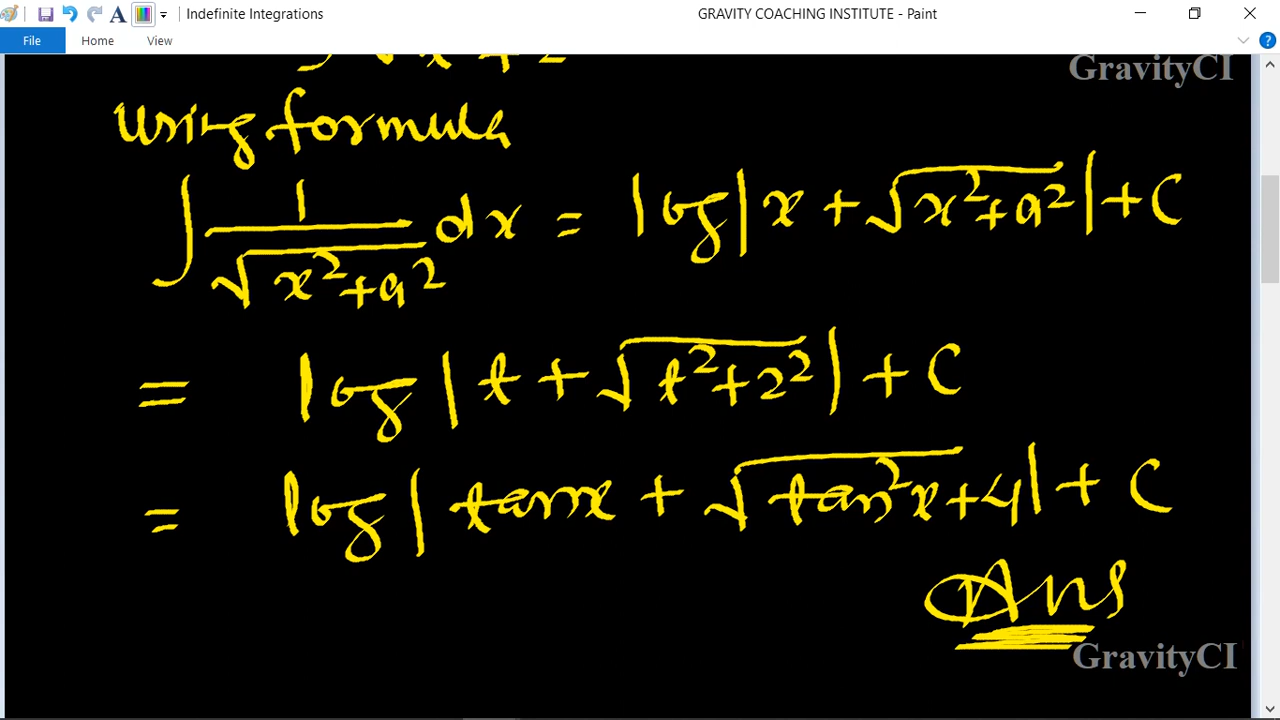 Indefinite Integrations
GRAVITY COACHING INSTITUTE - Paint
File Home View
GravityCI
Using formula
∫ 1/√(x²+a²) dx = log|x + √(x²+a²)| + C
= log|t + √(t²+2²)| + C
= log|tanx + √(tan²x+4)| + C
Ans
GravityCI